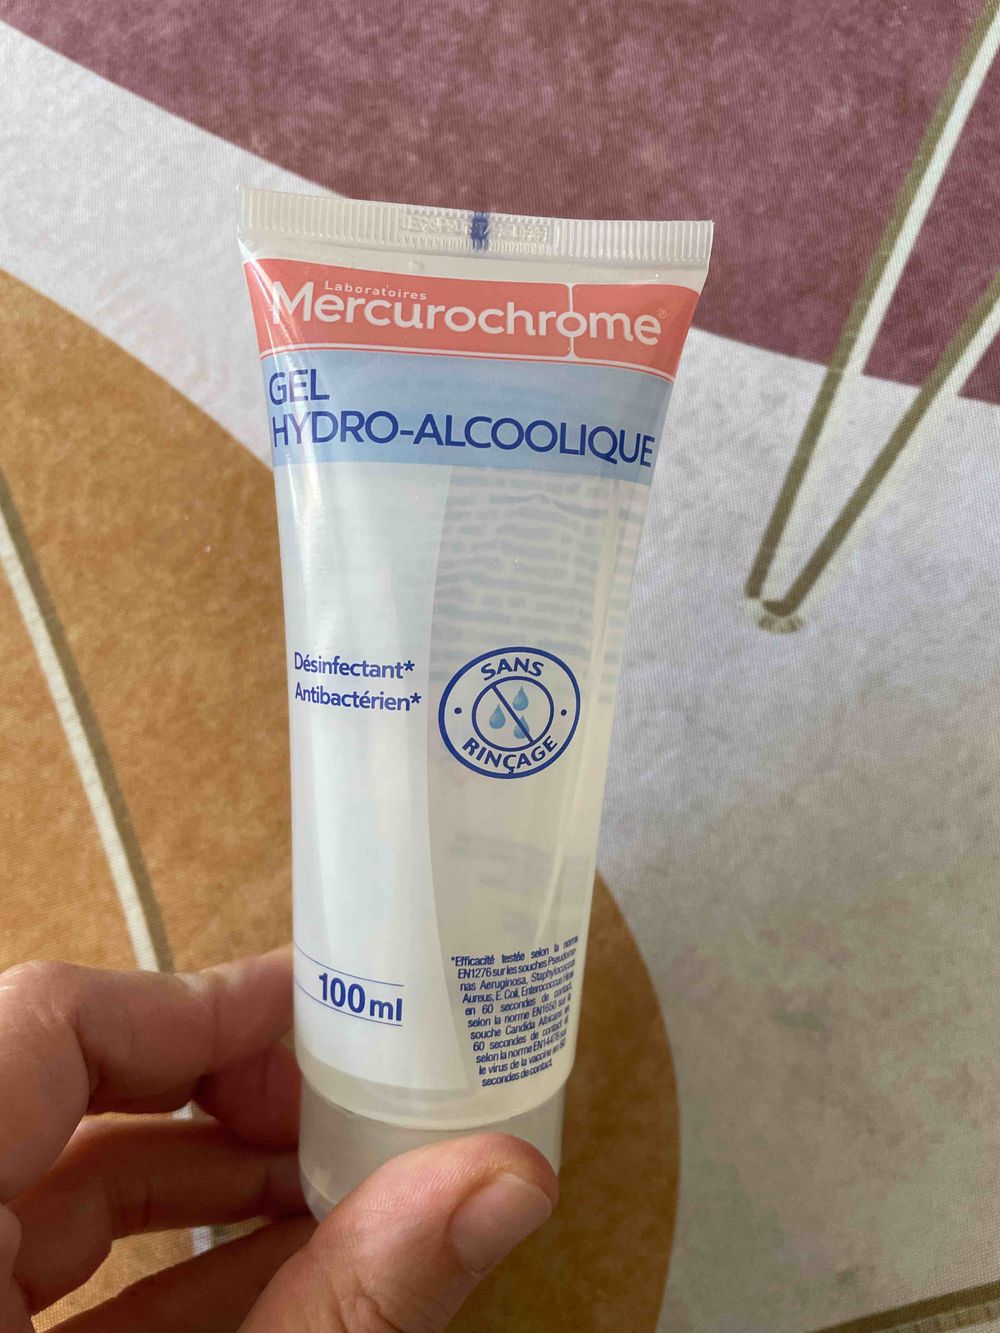 Laboratoires
Mercurochrome®
GEL
HYDRO-ALCOOLIQUE
Désinfectant*
Antibactérien*
SANS
RINÇAGE
100 ml
*Efficacité testée selon la norme
EN1276 sur les souches Pseudomo-
nas Aeruginosa, Staphylococcus
Aureus, E. Coli, Enterococcus Hirae
en 60 secondes de contact,
selon la norme EN1650 sur la
souche Candida Albicans en
60 secondes de contact et
selon la norme EN14476 sur
le virus de la vaccine en 60
secondes de contact.